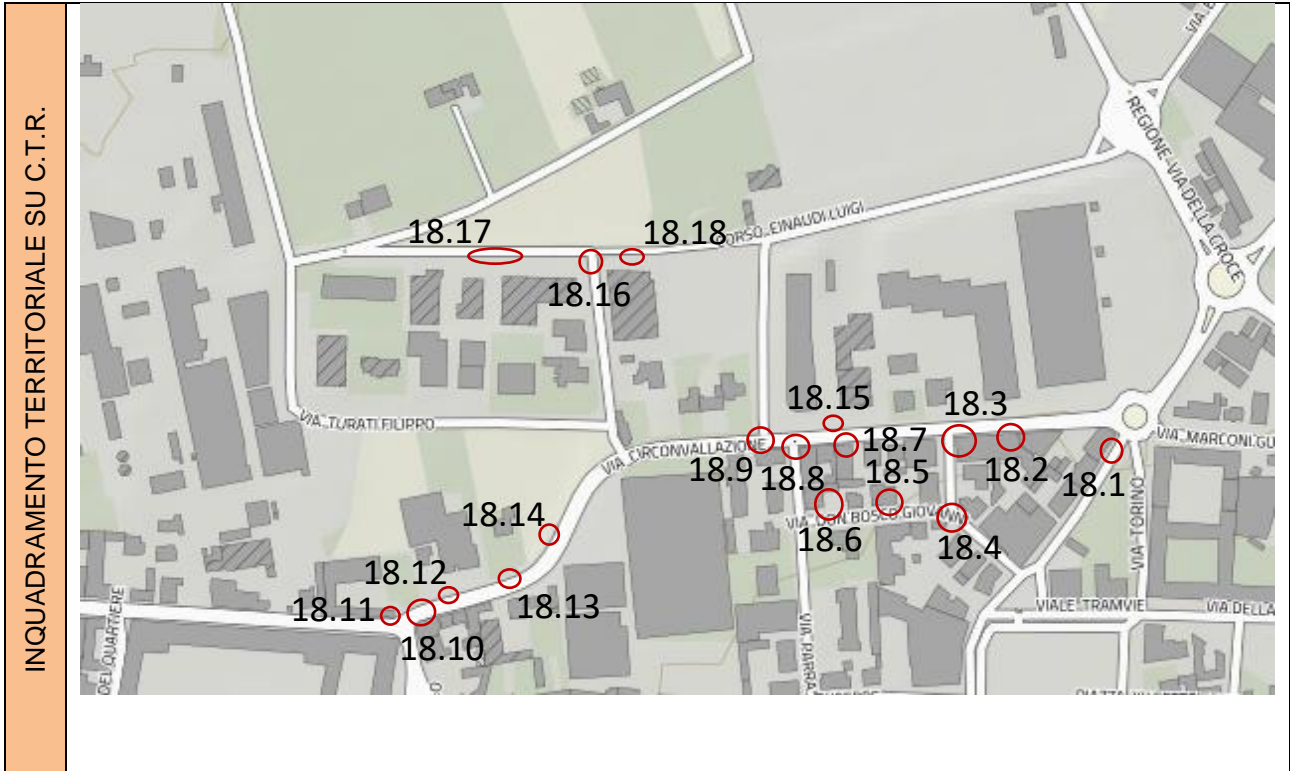 INQUADRAMENTO TERRITORIALE SU C.T.R.
REGIONE VIA DELLA CROCE
CORSO EINAUDI LUIGI
18.17
18.18
18.16
18.15
18.3
VIA TURATI FILIPPO
VIA CIRCONVALLAZIONE
VIA MARCONI GU
18.9
18.8
18.7
18.5
18.2
18.1
18.14
VIA DON BOSCO GIOVANN
18.6
18.4
VIA TORINO
18.12
18.13
18.11
18.10
DEL QUARTIERE
VIALE TRAMVIE
VIA DELLA
VIA PARRA